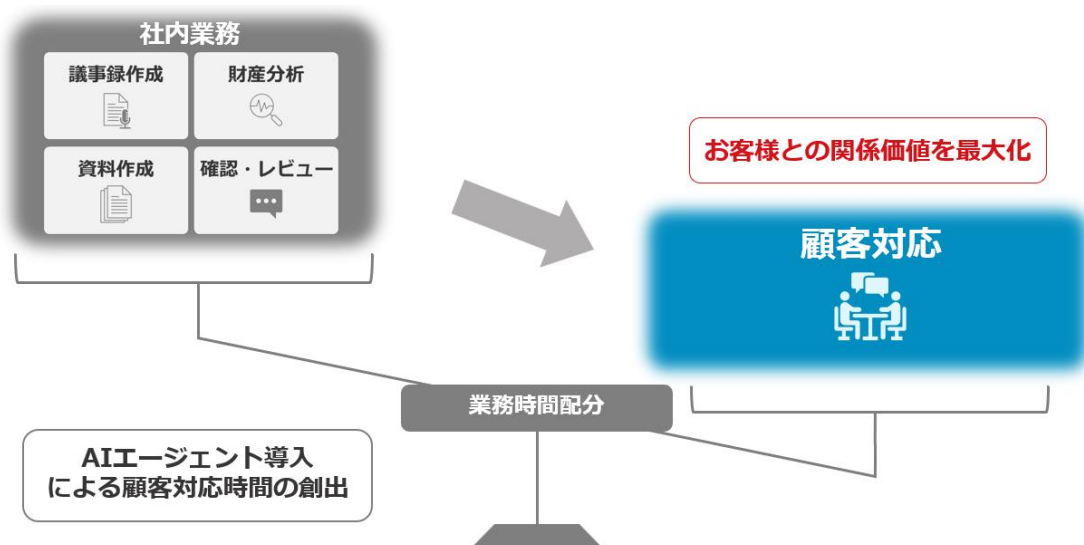 社内業務
議事録作成
財産分析
資料作成
確認・レビュー
お客様との関係価値を最大化
顧客対応
業務時間配分
AIエージェント導入
による顧客対応時間の創出